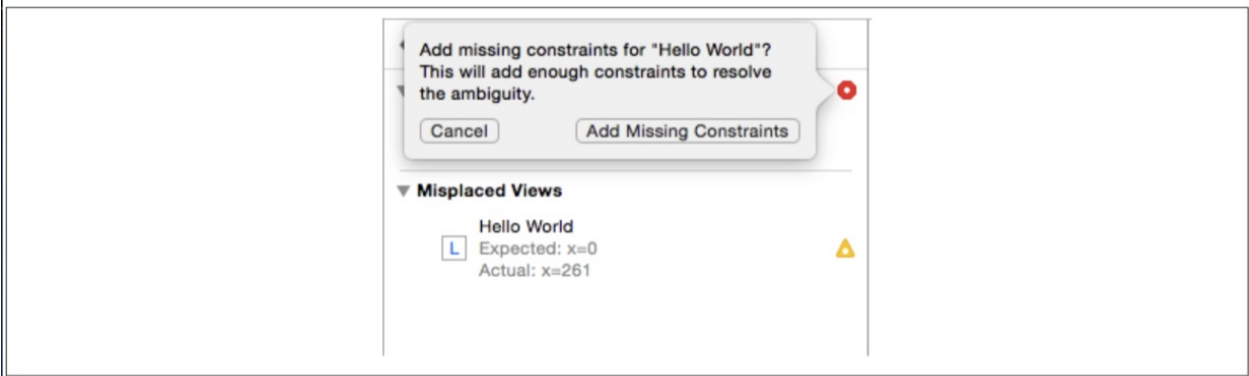 Add missing constraints for "Hello World"?
This will add enough constraints to resolve
the ambiguity.
Cancel
Add Missing Constraints
Misplaced Views
Hello World
L
Expected: x=0
Actual: x=261